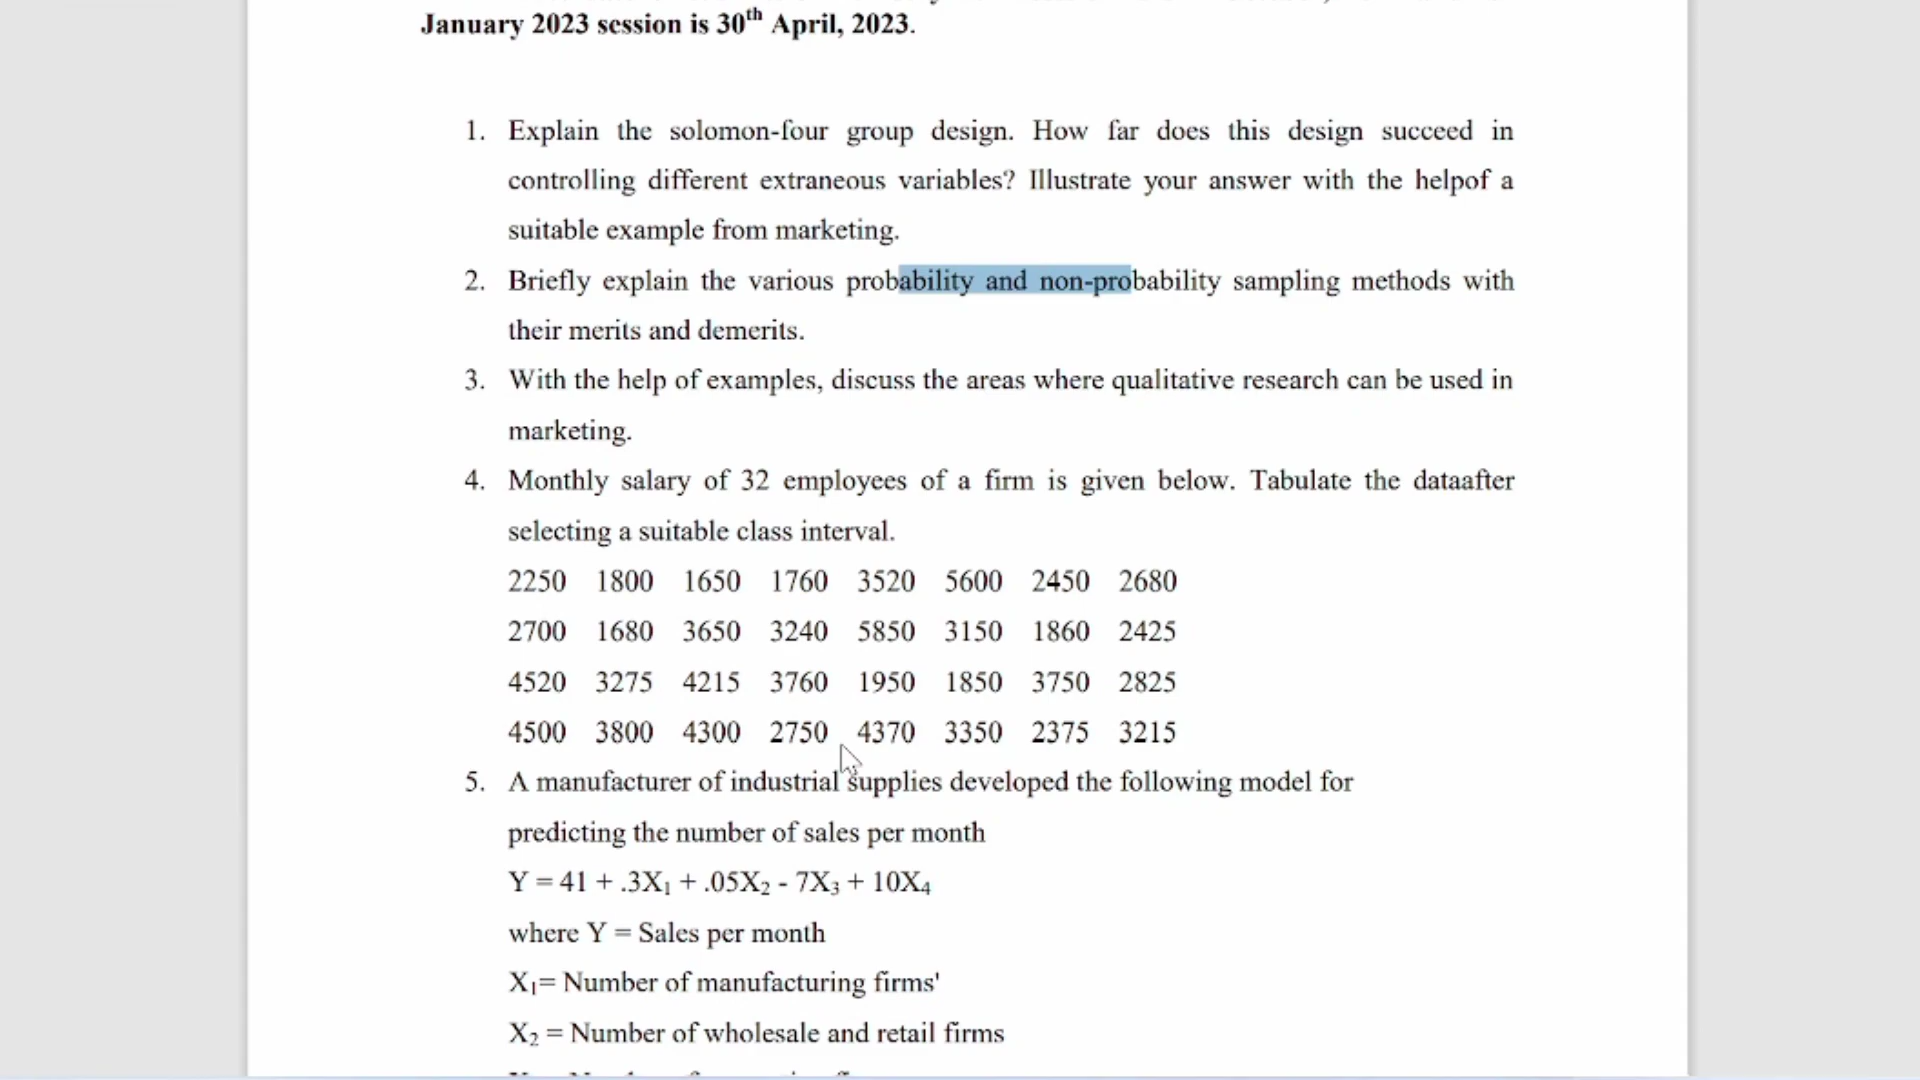 January 2023 session is 30th April, 2023.
1. Explain the solomon-four group design. How far does this design succeed in
controlling different extraneous variables? Illustrate your answer with the helpof a
suitable example from marketing.
2. Briefly explain the various probability and non-probability sampling methods with
their merits and demerits.
3. With the help of examples, discuss the areas where qualitative research can be used in
marketing.
4. Monthly salary of 32 employees of a firm is given below. Tabulate the dataafter
selecting a suitable class interval.
2250 1800 1650 1760 3520 5600 2450 2680
2700 1680 3650 3240 5850 3150 1860 2425
4520 3275 4215 3760 1950 1850 3750 2825
4500 3800 4300 2750 4370 3350 2375 3215
5. A manufacturer of industrial supplies developed the following model for
predicting the number of sales per month
Y = 41 + .3X₁ + .05X₂ - 7X₃ + 10X₄
where Y = Sales per month
X₁= Number of manufacturing firms'
X₂ = Number of wholesale and retail firms